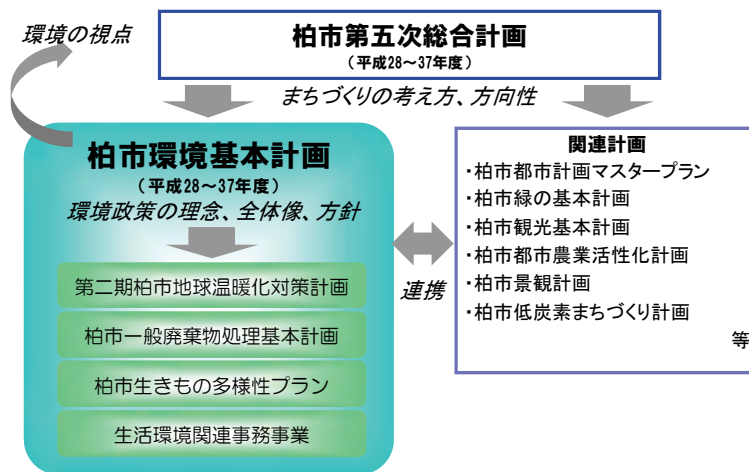 環境の視点
柏市第五次総合計画
（平成28～37年度）
まちづくりの考え方、方向性
柏市環境基本計画
（平成28～37年度）
環境政策の理念、全体像、方針
第二期柏市地球温暖化対策計画
柏市一般廃棄物処理基本計画
柏市生きもの多様性プラン
生活環境関連事務事業
連携
関連計画
・柏市都市計画マスタープラン
・柏市緑の基本計画
・柏市観光基本計画
・柏市都市農業活性化計画
・柏市景観計画
・柏市低炭素まちづくり計画
等